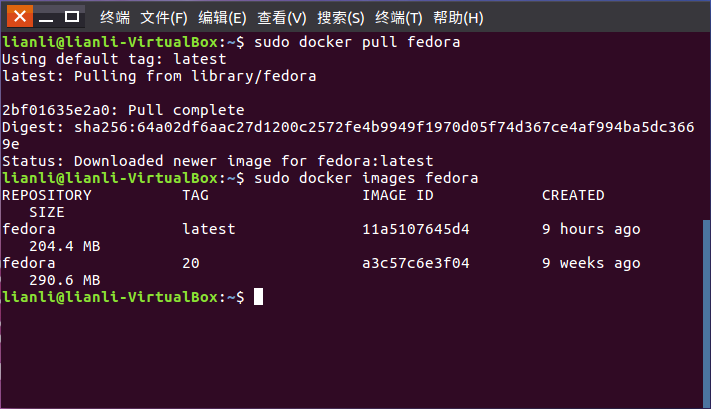 终端 文件(F) 编辑(E) 查看(V) 搜索(S) 终端(T) 帮助(H)
lianli@lianli-VirtualBox:~$ sudo docker pull fedora
Using default tag: latest
latest: Pulling from library/fedora
2bf01635e2a0: Pull complete
Digest: sha256:64a02df6aac27d1200c2572fe4b9949f1970d05f74d367ce4af994ba5dc366
9e
Status: Downloaded newer image for fedora:latest
lianli@lianli-VirtualBox:~$ sudo docker images fedora
REPOSITORY TAG IMAGE ID CREATED
SIZE
fedora latest 11a5107645d4 9 hours ago
204.4 MB
fedora 20 a3c57c6e3f04 9 weeks ago
290.6 MB
lianli@lianli-VirtualBox:~$